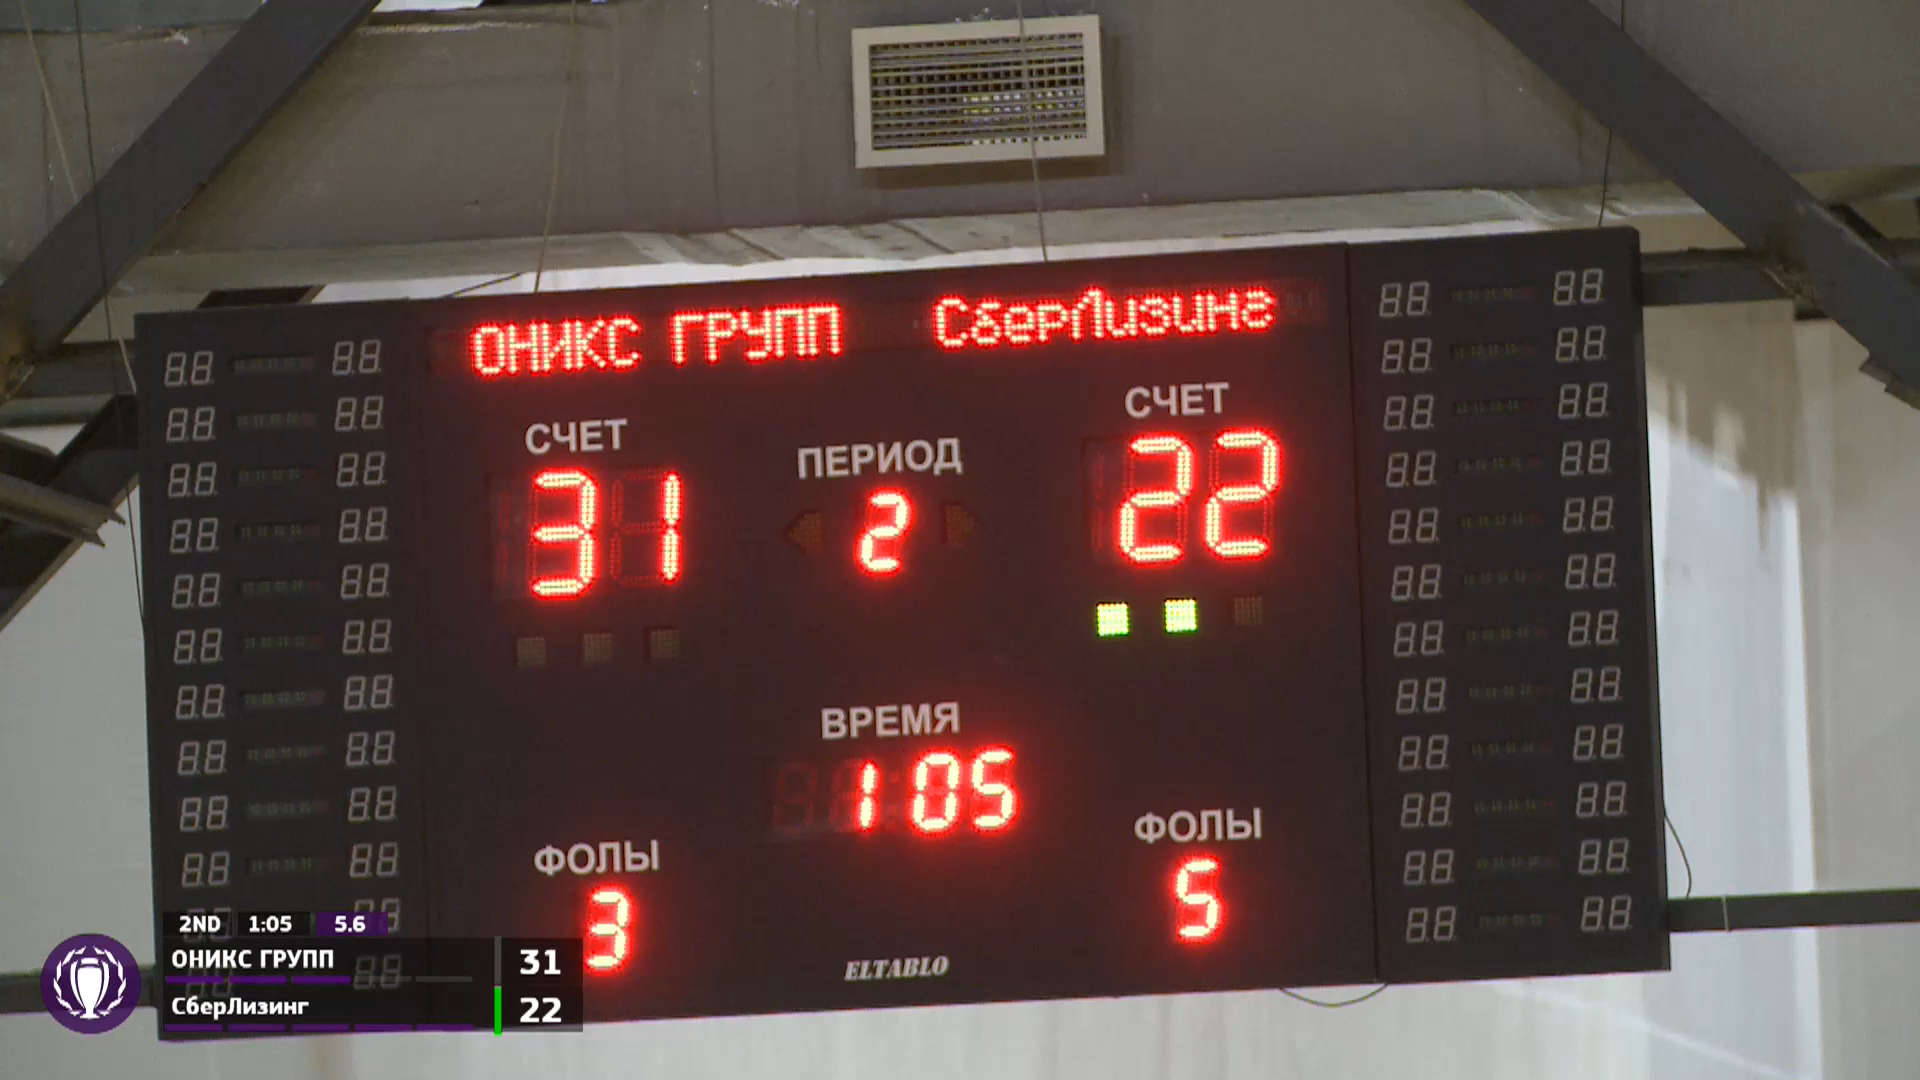 ОНИКС ГРУПП СберЛизинг
СЧЕТ ПЕРИОД СЧЕТ
31 2 22
ВРЕМЯ
1 05
ФОЛЫ ФОЛЫ
3 5
ELTABLO
2ND 1:05 5.6
ОНИКС ГРУПП 31
СберЛизинг 22